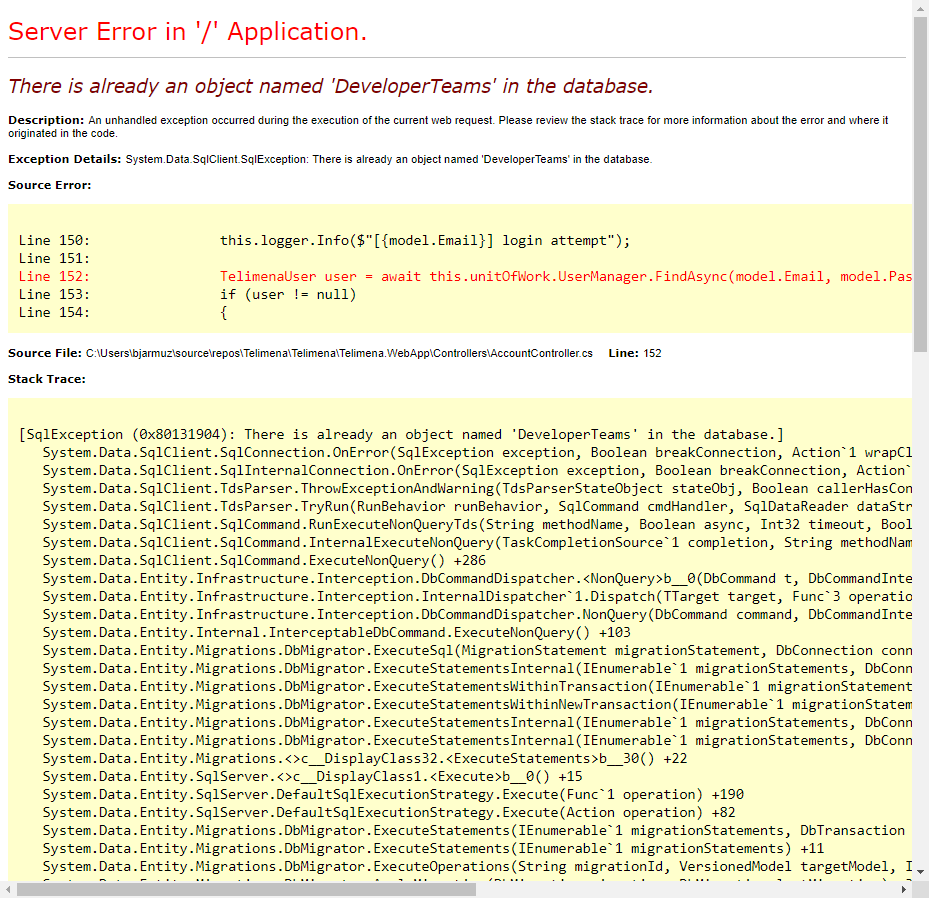 Server Error in '/' Application.
There is already an object named 'DeveloperTeams' in the database.
Description: An unhandled exception occurred during the execution of the current web request. Please review the stack trace for more information about the error and where it
originated in the code.
Exception Details: System.Data.SqlClient.SqlException: There is already an object named 'DeveloperTeams' in the database.
Source Error:
Line 150:                this.logger.Info($"[{model.Email}] login attempt");
Line 151:
Line 152:                TelimenaUser user = await this.unitOfWork.UserManager.FindAsync(model.Email, model.Pas
Line 153:                if (user != null)
Line 154:                {
Source File: C:\Users\bjarmuz\source\repos\Telimena\Telimena\Telimena.WebApp\Controllers\AccountController.cs    Line: 152
Stack Trace:
[SqlException (0x80131904): There is already an object named 'DeveloperTeams' in the database.]
   System.Data.SqlClient.SqlConnection.OnError(SqlException exception, Boolean breakConnection, Action`1 wrapCl
   System.Data.SqlClient.SqlInternalConnection.OnError(SqlException exception, Boolean breakConnection, Action`
   System.Data.SqlClient.TdsParser.ThrowExceptionAndWarning(TdsParserStateObject stateObj, Boolean callerHasCon
   System.Data.SqlClient.TdsParser.TryRun(RunBehavior runBehavior, SqlCommand cmdHandler, SqlDataReader dataStr
   System.Data.SqlClient.SqlCommand.RunExecuteNonQueryTds(String methodName, Boolean async, Int32 timeout, Bool
   System.Data.SqlClient.SqlCommand.InternalExecuteNonQuery(TaskCompletionSource`1 completion, String methodNam
   System.Data.SqlClient.SqlCommand.ExecuteNonQuery() +286
   System.Data.Entity.Infrastructure.Interception.DbCommandDispatcher.<NonQuery>b__0(DbCommand t, DbCommandInte
   System.Data.Entity.Infrastructure.Interception.InternalDispatcher`1.Dispatch(TTarget target, Func`3 operatio
   System.Data.Entity.Infrastructure.Interception.DbCommandDispatcher.NonQuery(DbCommand command, DbCommandInte
   System.Data.Entity.Internal.InterceptableDbCommand.ExecuteNonQuery() +103
   System.Data.Entity.Migrations.DbMigrator.ExecuteSql(MigrationStatement migrationStatement, DbConnection conn
   System.Data.Entity.Migrations.DbMigrator.ExecuteStatementsInternal(IEnumerable`1 migrationStatements, DbConn
   System.Data.Entity.Migrations.DbMigrator.ExecuteStatementsWithinTransaction(IEnumerable`1 migrationStatement
   System.Data.Entity.Migrations.DbMigrator.ExecuteStatementsWithinNewTransaction(IEnumerable`1 migrationStatem
   System.Data.Entity.Migrations.DbMigrator.ExecuteStatementsInternal(IEnumerable`1 migrationStatements, DbConn
   System.Data.Entity.Migrations.DbMigrator.ExecuteStatementsInternal(IEnumerable`1 migrationStatements, DbConn
   System.Data.Entity.Migrations.<>c__DisplayClass32.<ExecuteStatements>b__30() +22
   System.Data.Entity.SqlServer.<>c__DisplayClass1.<Execute>b__0() +15
   System.Data.Entity.SqlServer.DefaultSqlExecutionStrategy.Execute(Func`1 operation) +190
   System.Data.Entity.SqlServer.DefaultSqlExecutionStrategy.Execute(Action operation) +82
   System.Data.Entity.Migrations.DbMigrator.ExecuteStatements(IEnumerable`1 migrationStatements, DbTransaction
   System.Data.Entity.Migrations.DbMigrator.ExecuteStatements(IEnumerable`1 migrationStatements) +11
   System.Data.Entity.Migrations.DbMigrator.ExecuteOperations(String migrationId, VersionedModel targetModel, I